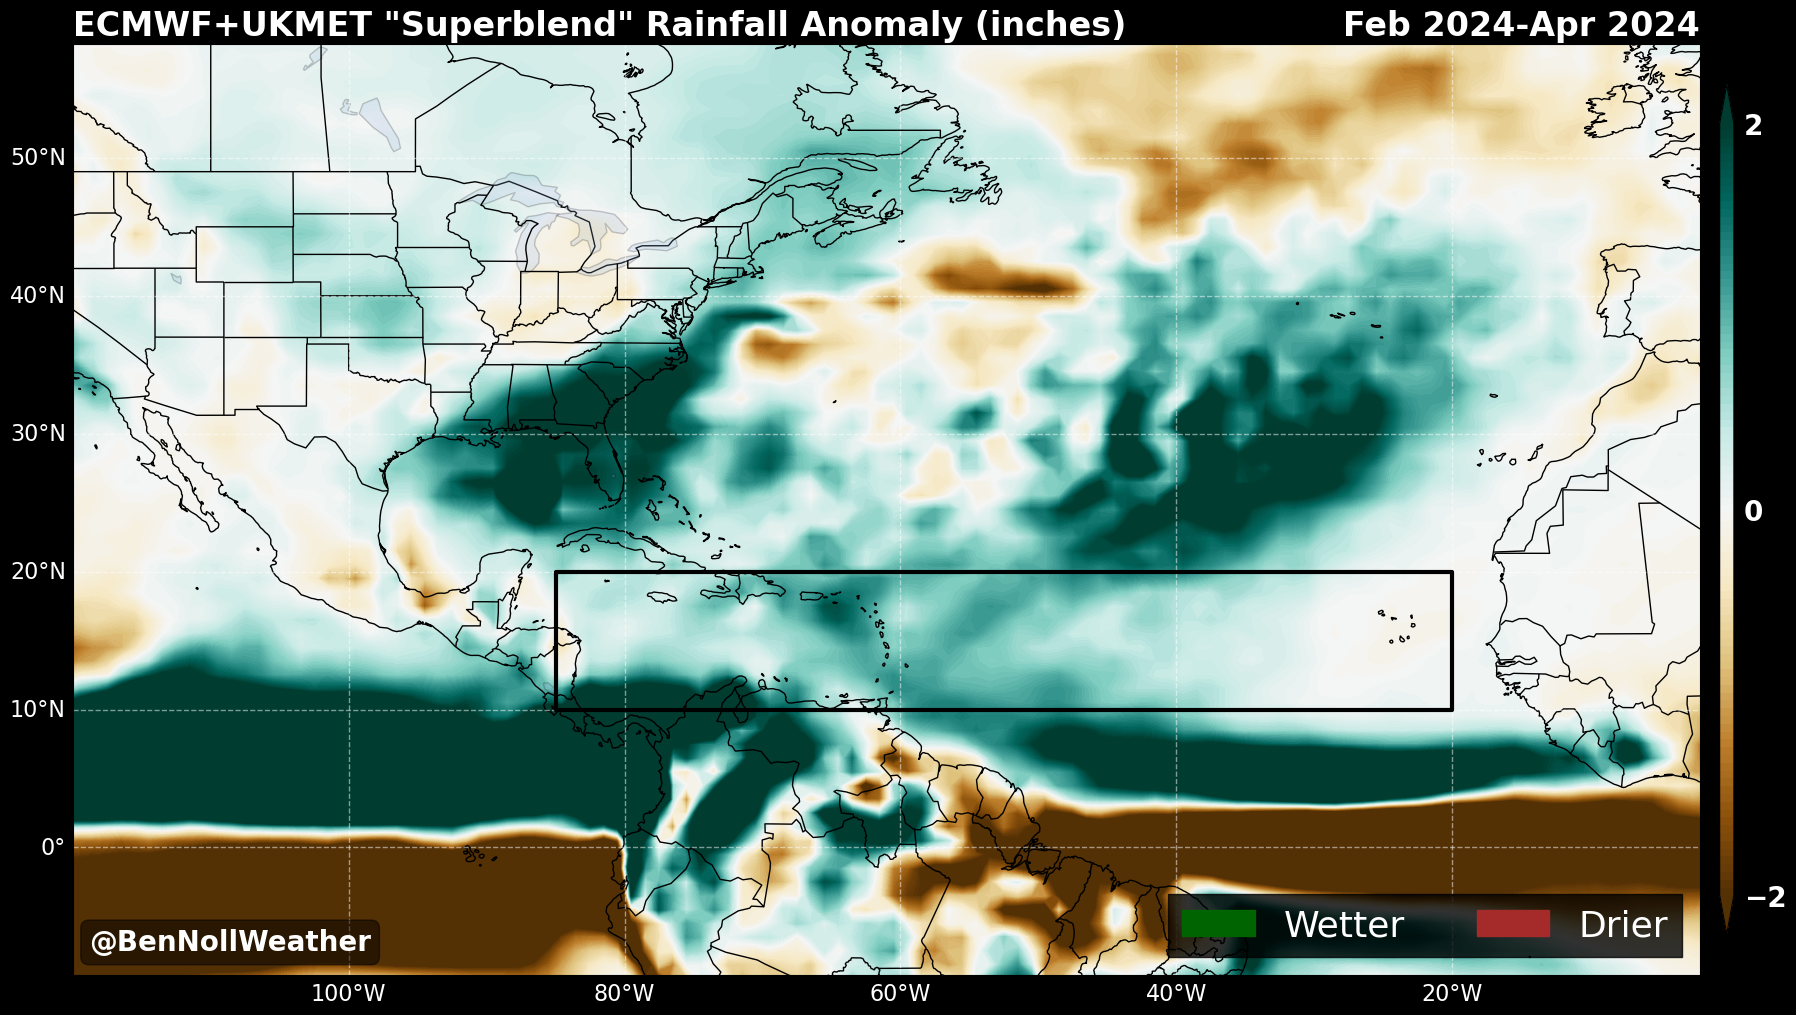 ECMWF+UKMET "Superblend" Rainfall Anomaly (inches)
Feb 2024-Apr 2024
50°N
40°N
30°N
20°N
10°N
0°
2
0
−2
@BenNollWeather
Wetter
Drier
100°W
80°W
60°W
40°W
20°W